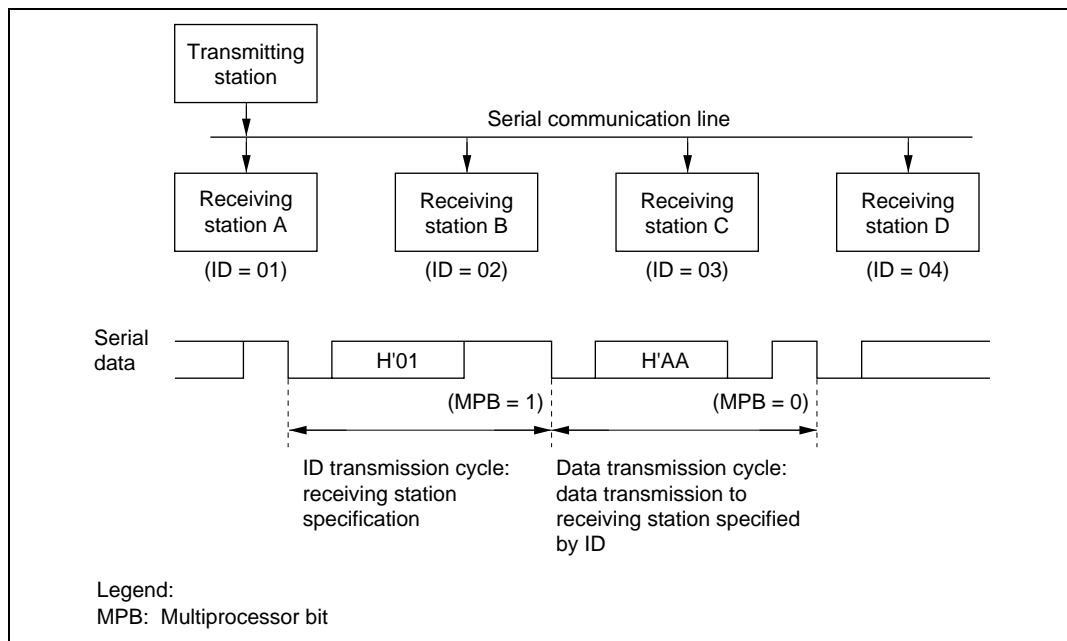 Transmitting
station
Serial communication line
Receiving
station A
Receiving
station B
Receiving
station C
Receiving
station D
(ID = 01)
(ID = 02)
(ID = 03)
(ID = 04)
Serial
data
H'01
H'AA
(MPB = 1)
(MPB = 0)
ID transmission cycle:
receiving station
specification
Data transmission cycle:
data transmission to
receiving station specified
by ID
Legend:
MPB: Multiprocessor bit